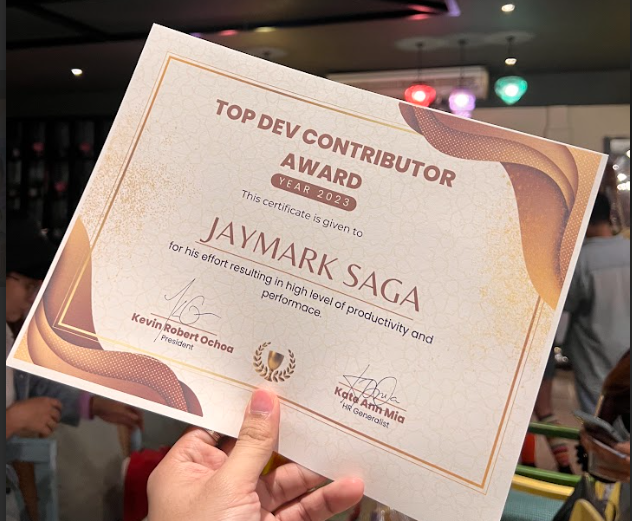 TOP DEV CONTRIBUTOR
AWARD
YEAR 2023
This certificate is given to
JAYMARK SAGA
for his effort resulting in high level of productivity and
performace.
Kevin Robert Ochoa
President
Kate Ann Mia
HR Generalist